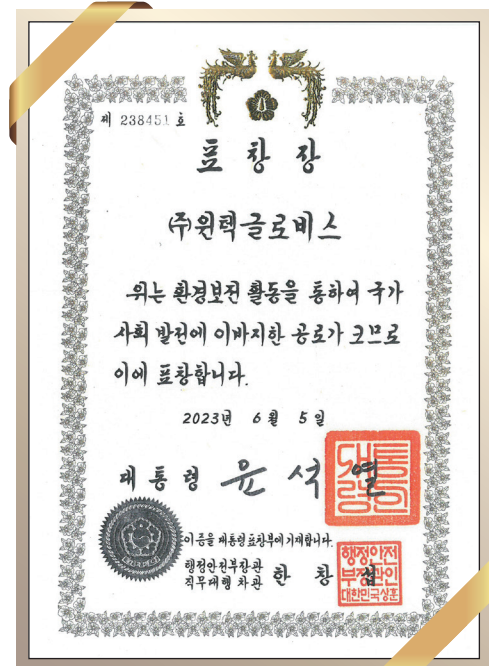 제 238451 호
표창장
(주)윈텍글로비스
위는 환경보전 활동을 통하여 국가
사회 발전에 이바지한 공로가 크므로
이에 표창합니다.
2023년 6월 5일
대통령 윤석열
대통령
이 증을 대통령표창부에 기재합니다.
행정안전부장관
직무대행 차관 한창섭
행정안전
부장관인
대한민국상훈